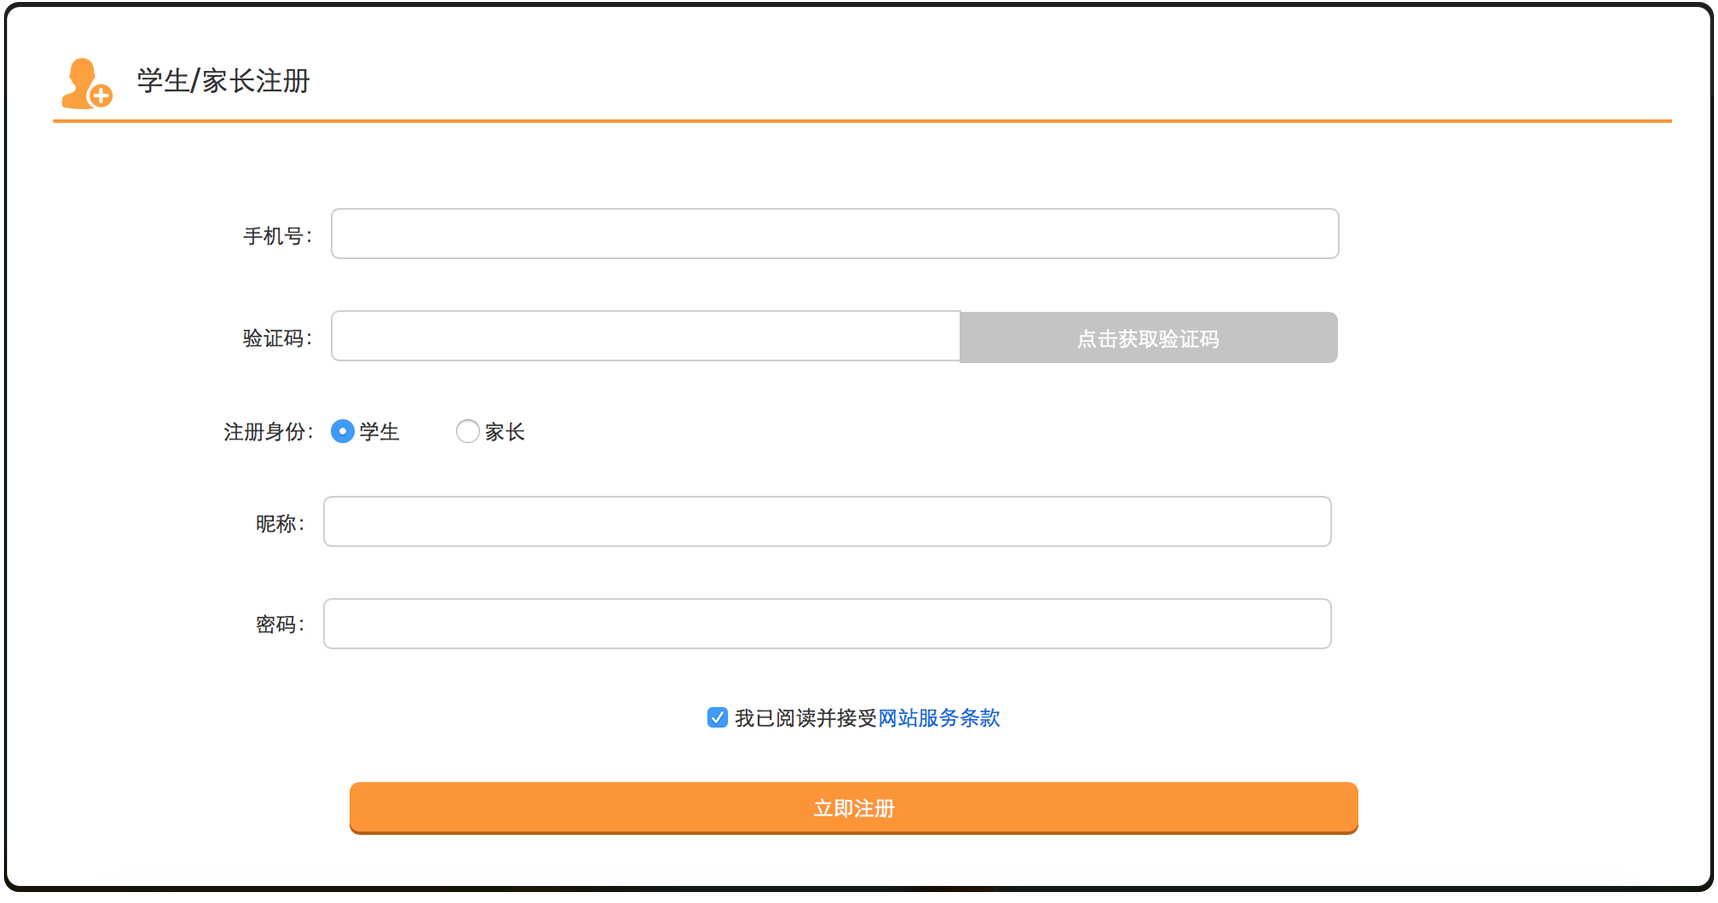 学生/家长注册
手机号：
验证码： 点击获取验证码
注册身份： 学生 家长
昵称：
密码：
我已阅读并接受网站服务条款
立即注册